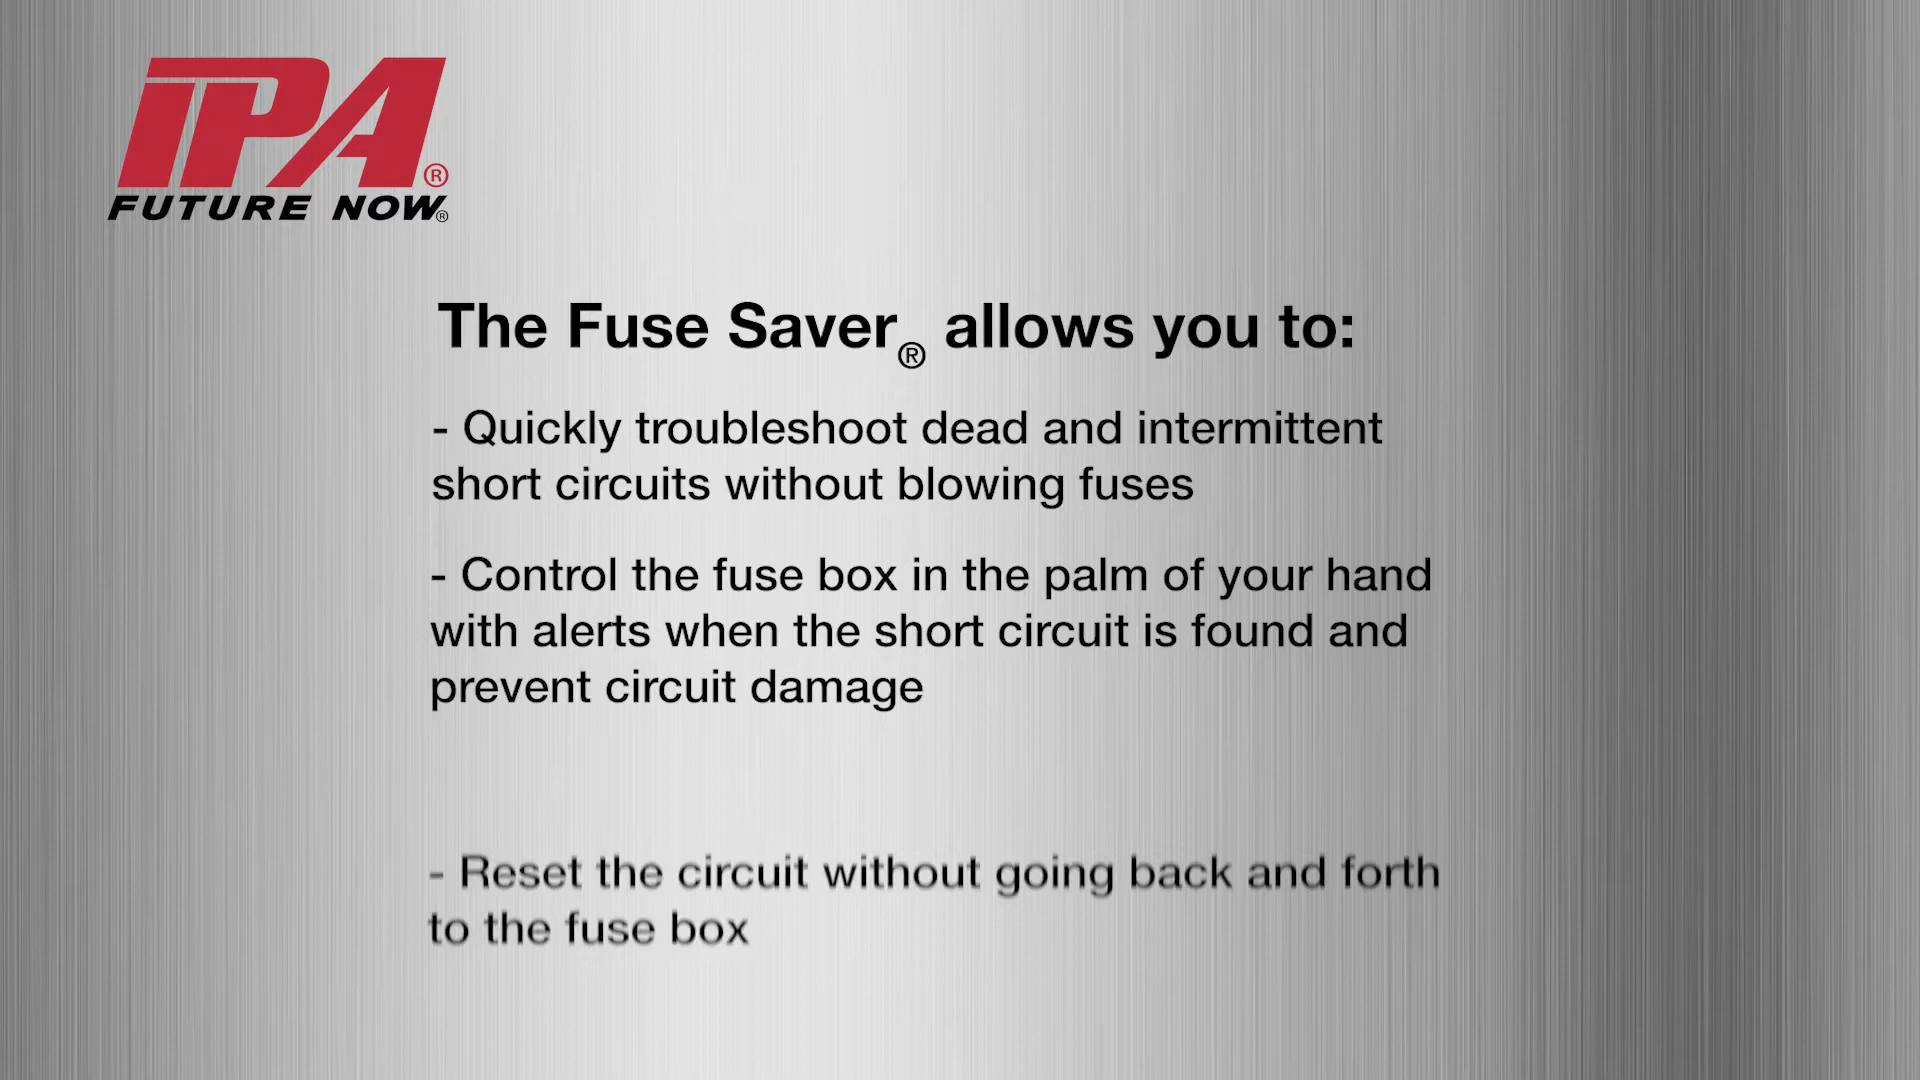 IPA®
FUTURE NOW®
The Fuse Saver® allows you to:
- Quickly troubleshoot dead and intermittent
short circuits without blowing fuses
- Control the fuse box in the palm of your hand
with alerts when the short circuit is found and
prevent circuit damage
- Reset the circuit without going back and forth
to the fuse box